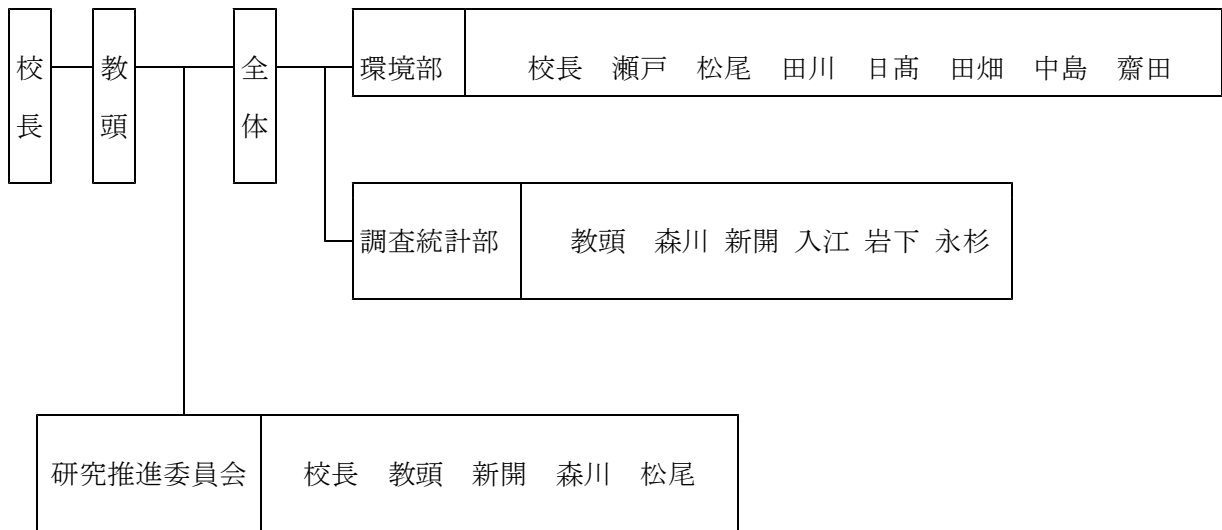 校長
教頭
全体
環境部
校長 瀬戸 松尾 田川 日髙 田畑 中島 齋田
調査統計部
教頭 森川 新開 入江 岩下 永杉
研究推進委員会
校長 教頭 新開 森川 松尾